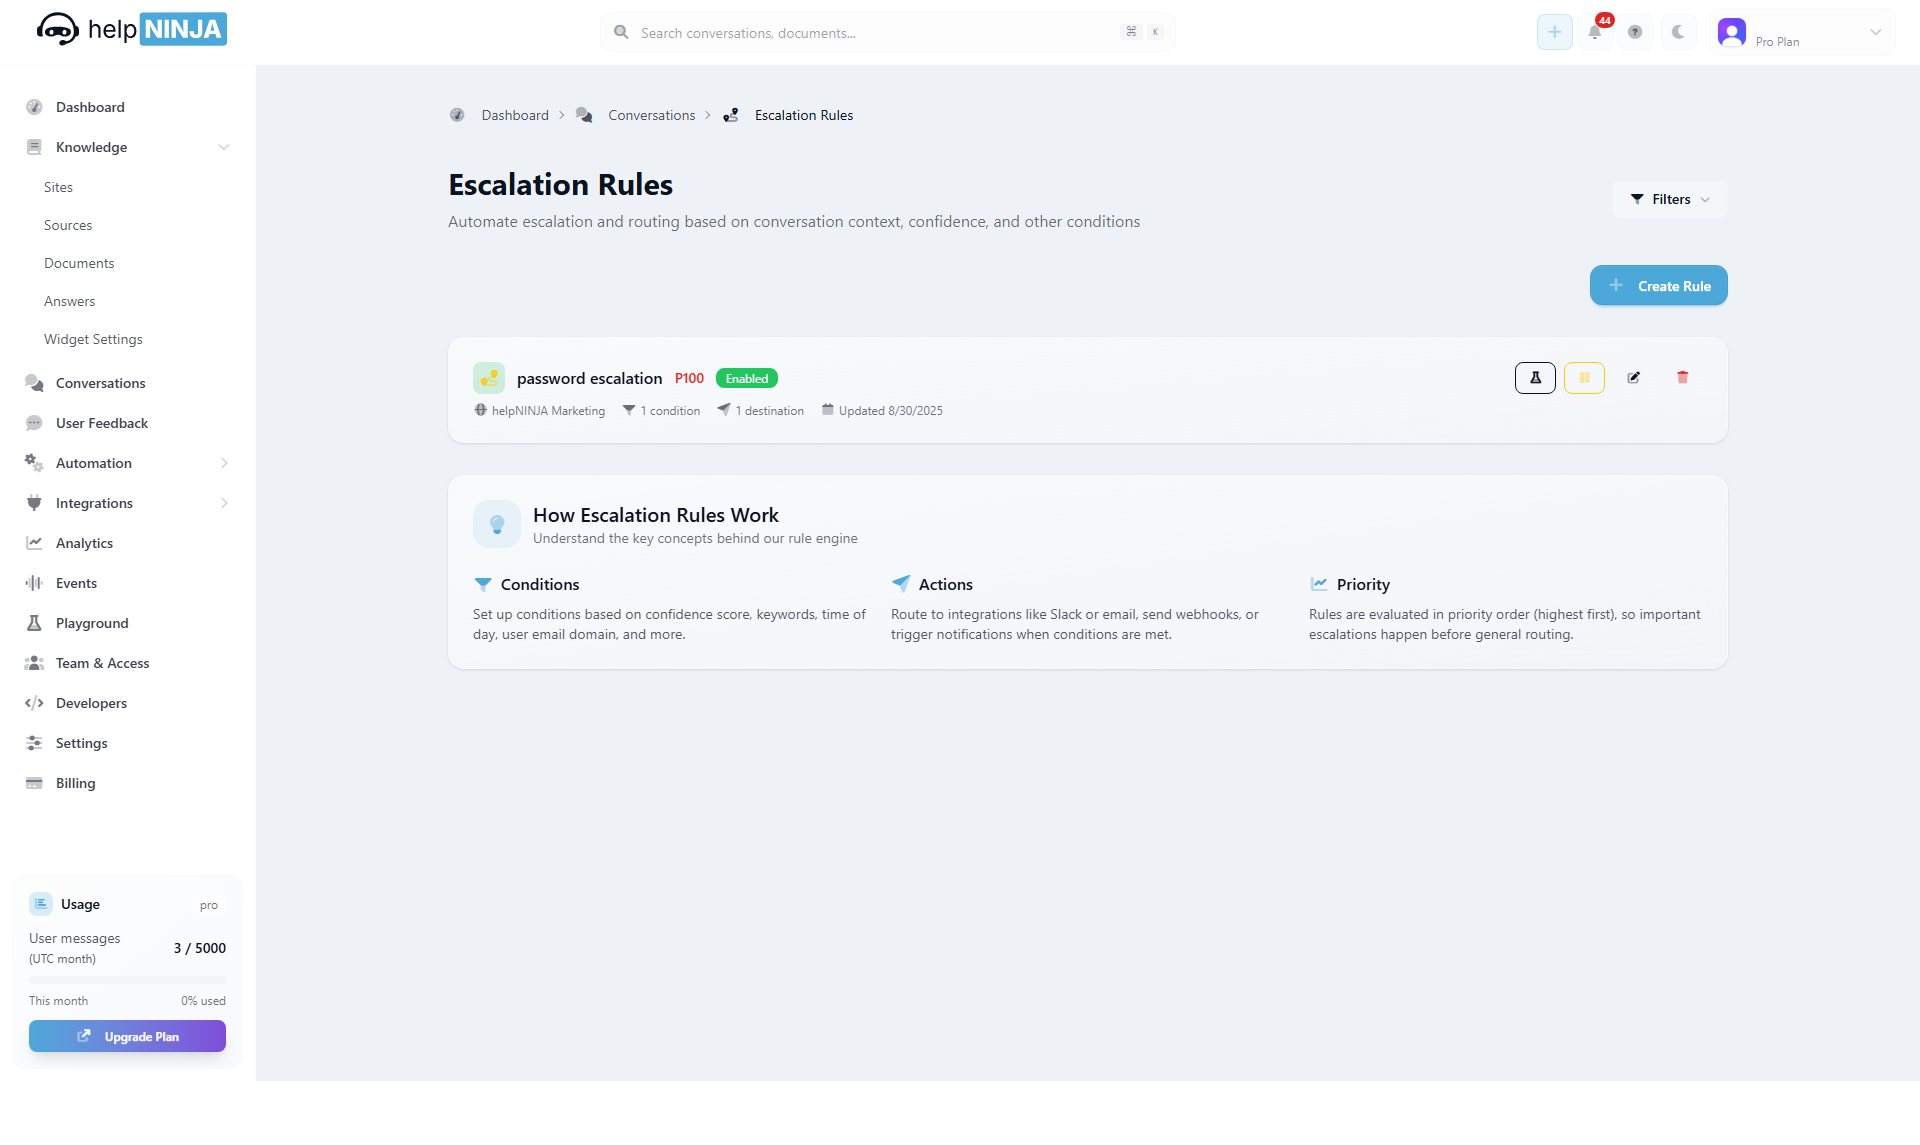 help NINJA
Search conversations, documents...
⌘ K
44
?
Pro Plan
Dashboard
Knowledge
Sites
Sources
Documents
Answers
Widget Settings
Conversations
User Feedback
Automation
Integrations
Analytics
Events
Playground
Team & Access
Developers
Settings
Billing
Usage pro
User messages
(UTC month)
3 / 5000
This month 0% used
Upgrade Plan
Dashboard > Conversations > Escalation Rules
Escalation Rules
Automate escalation and routing based on conversation context, confidence, and other conditions
Filters
Create Rule
password escalation P100 Enabled
helpNINJA Marketing 1 condition 1 destination Updated 8/30/2025
How Escalation Rules Work
Understand the key concepts behind our rule engine
Conditions
Set up conditions based on confidence score, keywords, time of
day, user email domain, and more.
Actions
Route to integrations like Slack or email, send webhooks, or
trigger notifications when conditions are met.
Priority
Rules are evaluated in priority order (highest first), so important
escalations happen before general routing.